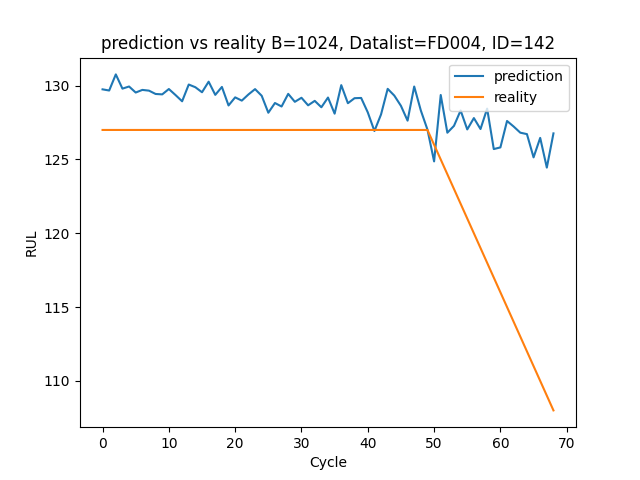 prediction vs reality B=1024, Datalist=FD004, ID=142
prediction
reality
130
125
120
115
110
RUL
0 10 20 30 40 50 60 70
Cycle